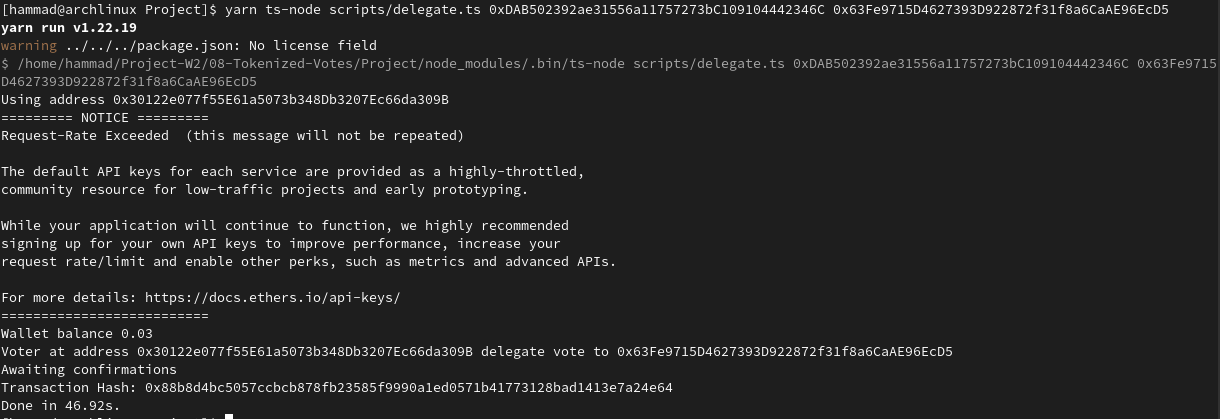 [hammad@archlinux Project]$ yarn ts-node scripts/delegate.ts 0xDAB502392ae31556a11757273bC109104442346C 0x63Fe9715D4627393D922872f31f8a6CaAE96EcD5
yarn run v1.22.19
warning ../../../package.json: No license field
$ /home/hammad/Project-W2/08-Tokenized-Votes/Project/node_modules/.bin/ts-node scripts/delegate.ts 0xDAB502392ae31556a11757273bC109104442346C 0x63Fe9715
D4627393D922872f31f8a6CaAE96EcD5
Using address 0x30122e077f55E61a5073b348Db3207Ec66da309B
========= NOTICE =========
Request-Rate Exceeded  (this message will not be repeated)
The default API keys for each service are provided as a highly-throttled,
community resource for low-traffic projects and early prototyping.
While your application will continue to function, we highly recommended
signing up for your own API keys to improve performance, increase your
request rate/limit and enable other perks, such as metrics and advanced APIs.
For more details: https://docs.ethers.io/api-keys/
==========================
Wallet balance 0.03
Voter at address 0x30122e077f55E61a5073b348Db3207Ec66da309B delegate vote to 0x63Fe9715D4627393D922872f31f8a6CaAE96EcD5
Awaiting confirmations
Transaction Hash: 0x88b8d4bc5057ccbcb878fb23585f9990a1ed0571b41773128bad1413e7a24e64
Done in 46.92s.